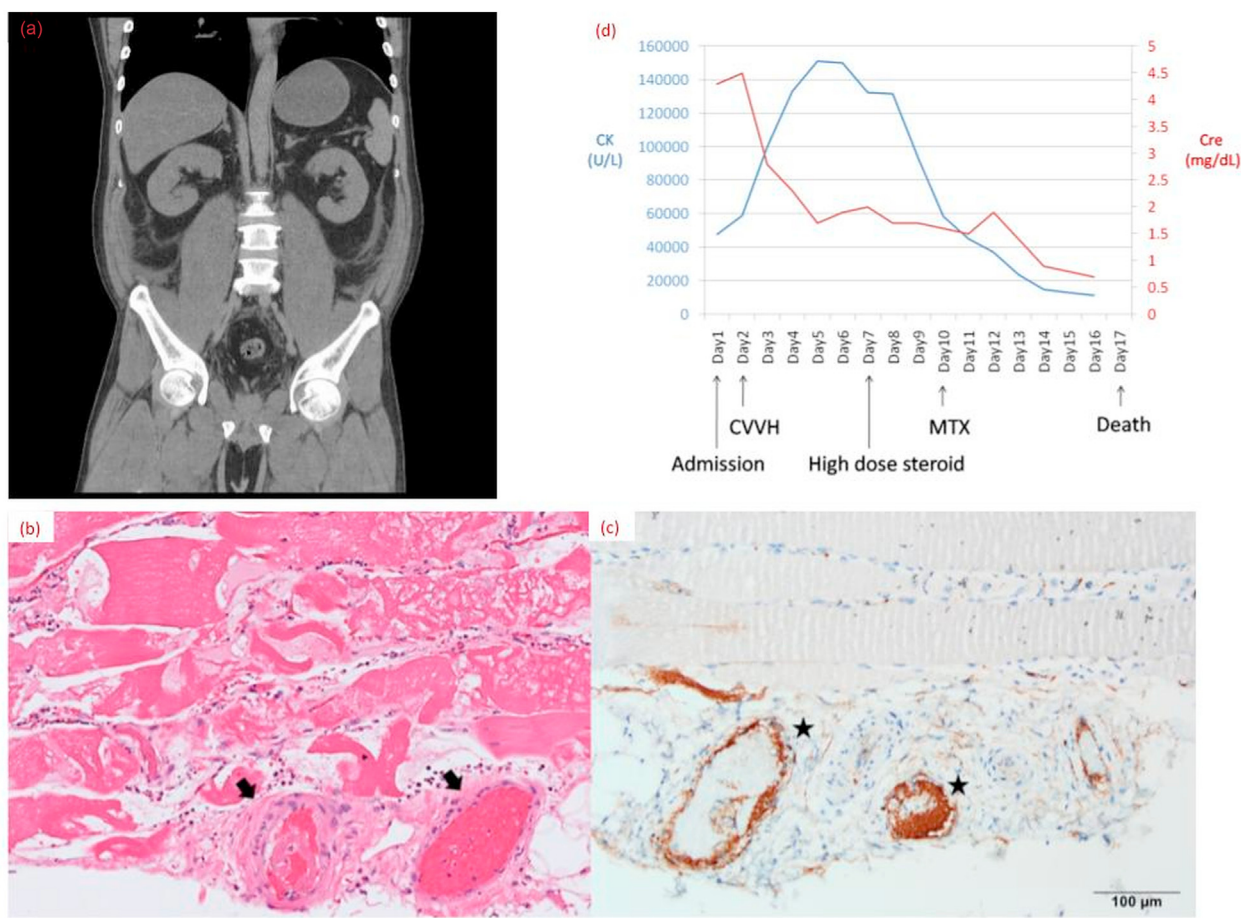 (a)
(d)
160000
140000
120000
100000
80000
60000
40000
20000
0
CK
(U/L)
5
4.5
4
3.5
3
2.5
2
1.5
1
0.5
0
Cre
(mg/dL)
Day1
Day2
Day3
Day4
Day5
Day6
Day7
Day8
Day9
Day10
Day11
Day12
Day13
Day14
Day15
Day16
Day17
CVVH
MTX
Death
Admission
High dose steroid
(b)
(c)
100 μm